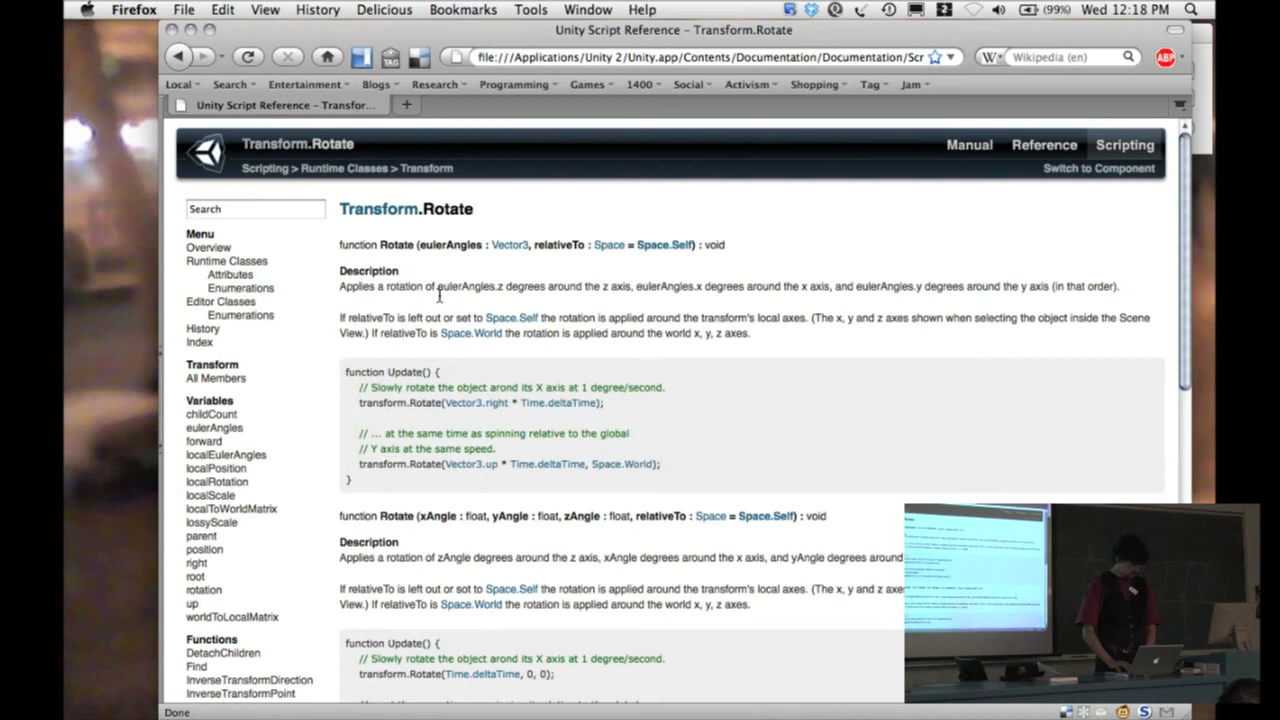 Firefox File Edit View History Delicious Bookmarks Tools Window Help 2 (99%) Wed 12:18 PM
Unity Script Reference – Transform.Rotate
file:///Applications/Unity 2/Unity.app/Contents/Documentation/Documentation/Scr W Wikipedia (en) ABP
Local Search Entertainment Blogs Research Programming Games 1400 Social Activism Shopping Tag Jam
Unity Script Reference – Transfor... +
Transform.Rotate Manual Reference Scripting
Scripting > Runtime Classes > Transform Switch to Component
Search
Menu
Overview
Runtime Classes
Attributes
Enumerations
Editor Classes
Enumerations
History
Index
Transform
All Members
Variables
childCount
eulerAngles
forward
localEulerAngles
localPosition
localRotation
localScale
localToWorldMatrix
lossyScale
parent
position
right
root
rotation
up
worldToLocalMatrix
Functions
DetachChildren
Find
InverseTransformDirection
InverseTransformPoint
Transform.Rotate
function Rotate (eulerAngles : Vector3, relativeTo : Space = Space.Self) : void
Description
Applies a rotation of eulerAngles.z degrees around the z axis, eulerAngles.x degrees around the x axis, and eulerAngles.y degrees around the y axis (in that order).
If relativeTo is left out or set to Space.Self the rotation is applied around the transform's local axes. (The x, y and z axes shown when selecting the object inside the Scene
View.) If relativeTo is Space.World the rotation is applied around the world x, y, z axes.
function Update() {
// Slowly rotate the object arond its X axis at 1 degree/second.
transform.Rotate(Vector3.right * Time.deltaTime);
// ... at the same time as spinning relative to the global
// Y axis at the same speed.
transform.Rotate(Vector3.up * Time.deltaTime, Space.World);
}
function Rotate (xAngle : float, yAngle : float, zAngle : float, relativeTo : Space = Space.Self) : void
Description
Applies a rotation of zAngle degrees around the z axis, xAngle degrees around the x axis, and yAngle degrees
If relativeTo is left out or set to Space.Self the rotation is applied around the transform's local axes. (The x, y and z axes
View.) If relativeTo is Space.World the rotation is applied around the world x, y, z axes.
function Update() {
// Slowly rotate the object arond its X axis at 1 degree/second.
transform.Rotate(Time.deltaTime, 0, 0);
Done